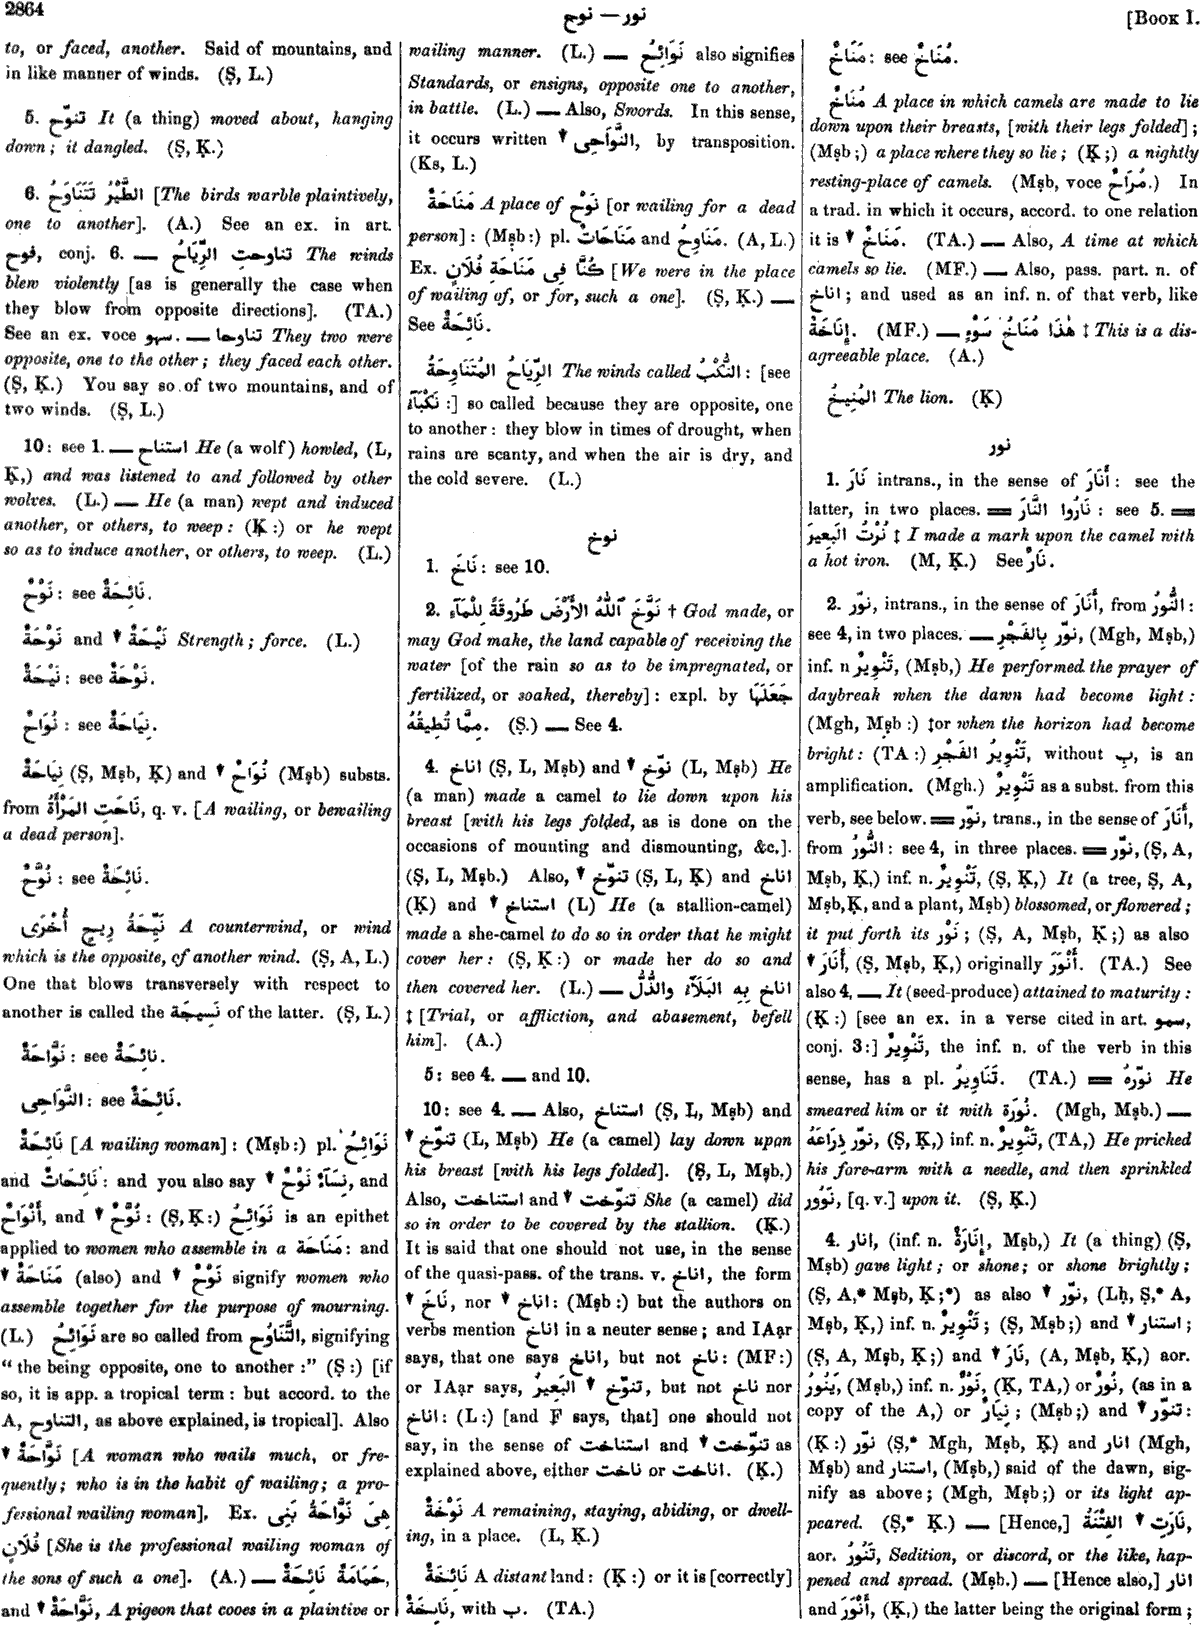 2864
نوح — نور
[BOOK I.
to, or faced, another. Said of mountains, and
in like manner of winds. (Ṣ, L.)
5. تنوّح It (a thing) moved about, hanging
down; it dangled. (Ṣ, Ḳ.)
6. الطَّيْرُ تَتَنَاوَحُ [The birds warble plaintively,
one to another]. (A.) See an ex. in art.
فوح, conj. 6. — تناوحتِ الرِّيَاحُ The winds
blew violently [as is generally the case when
they blow from opposite directions]. (TA.)
See an ex. voce سهو. — تناوحا They two were
opposite, one to the other; they faced each other.
(Ṣ, Ḳ.) You say so of two mountains, and of
two winds. (Ṣ, L.)
10: see 1. — استناح He (a wolf) howled, (L,
Ḳ,) and was listened to and followed by other
wolves. (L.) — He (a man) wept and induced
another, or others, to weep: (Ḳ:) or he wept
so as to induce another, or others, to weep. (L.)
نَوْحٌ: see نَائِحَةٌ.
نَوْحَةٌ and ▼ نَيْحَةٌ Strength; force. (L.)
نَيْحَةٌ: see نَوْحَةٌ.
نُوَاحٌ: see نِيَاحَةٌ.
نِيَاحَةٌ (Ṣ, Mṣb, Ḳ) and ▼ نُوَاحٌ (Mṣb) substs.
from نَاحَتِ المَرْأَةُ, q. v. [A wailing, or bewailing
a dead person].
نُوَّحٌ: see نَائِحَةٌ.
نَيِّحَةُ رِيحٍ أُخْرَى A counterwind, or wind
which is the opposite, of another wind. (Ṣ, A, L.)
One that blows transversely with respect to
another is called the نَسِيجَة of the latter. (Ṣ, L.)
نَوَّاحَةٌ: see نائِحَةٌ.
النَّوَاحِى: see نَائِحَةٌ.
نَائِحَةٌ [A wailing woman]: (Mṣb:) pl. نَوَائِحُ
and نَائِحَاتٌ: and you also say ▼ نِسَآءٌ نَوْحٌ, and
أَنْوَاحٌ, and ▼ نُوَّحٌ: (Ṣ, Ḳ:) نَوَائِحُ is an epithet
applied to women who assemble in a مَنَاحَة: and
▼ مَنَاحَةٌ (also) and ▼ نَوْحٌ signify women who
assemble together for the purpose of mourning.
(L.) نَوَائِحُ are so called from التَّنَاوُح, signifying
“the being opposite, one to another:” (Ṣ:) [if
so, it is app. a tropical term: but accord. to the
A, التناوح, as above explained, is tropical]. Also
▼ نَوَّاحَةٌ [A woman who wails much, or fre-
quently; who is in the habit of wailing; a pro-
fessional wailing woman]. Ex. هِىَ نَوَّاحَةُ بَنِى
فُلَانٍ [She is the professional wailing woman of
the sons of such a one]. (A.) — حَمَامَةٌ نَائِحَةٌ,
and ▼ نَوَّاحَةٌ, A pigeon that cooes in a plaintive or
wailing manner. (L.) — نَوَائِحُ also signifies
Standards, or ensigns, opposite one to another,
in battle. (L.) — Also, Swords. In this sense,
it occurs written ▼ النَّوَاحِى, by transposition.
(Ks, L.)
مَنَاحَةٌ A place of نَوْح [or wailing for a dead
person]: (Mṣb:) pl. مَنَاحَاتٌ and مَنَاوِحُ. (A, L.)
Ex. كُنَّا فِى مَنَاحَةِ فُلَانٍ [We were in the place
of wailing of, or for, such a one]. (Ṣ, Ḳ.) —
See نَائِحَةٌ.
الرِّيَاحُ المُتَنَاوِحَةُ The winds called النُّكْبُ: [see
نَكْبَآءُ:] so called because they are opposite, one
to another: they blow in times of drought, when
rains are scanty, and when the air is dry, and
the cold severe. (L.)
نوخ
1. نَاخَ: see 10.
2. نَوَّخَ ٱللّٰهُ الأَرْضَ طَرُوقَةً لِلْمَآءِ † God made, or
may God make, the land capable of receiving the
water [of the rain so as to be impregnated, or
fertilized, or soaked, thereby]: expl. by جَعَلَهَا
مِمَّا تُطِيقُهُ. (Ṣ.) — See 4.
4. اناخ (Ṣ, L, Mṣb) and ▼ نوّخ (L, Mṣb) He
(a man) made a camel to lie down upon his
breast [with his legs folded, as is done on the
occasions of mounting and dismounting, &c.].
(Ṣ, L, Mṣb.) Also, ▼ تنوّخ (Ṣ, L, Ḳ) and اناخ
(Ḳ) and ▼ استناخ (L) He (a stallion-camel)
made a she-camel to do so in order that he might
cover her: (Ṣ, Ḳ:) or made her do so and
then covered her. (L.) — اناخ بِهِ البَلَآءُ والذُّلُّ
‡ [Trial, or affliction, and abasement, befell
him]. (A.)
5: see 4. — and 10.
10: see 4. — Also, استناخ (Ṣ, L, Mṣb) and
▼ تنوّخ (L, Mṣb) He (a camel) lay down upon
his breast [with his legs folded]. (Ṣ, L, Mṣb.)
Also, استناخت and ▼ تنوّخت She (a camel) did
so in order to be covered by the stallion. (Ḳ.)
It is said that one should not use, in the sense
of the quasi-pass. of the trans. v. اناخ, the form
▼ نَاخَ, nor ▼ اناخ: (Mṣb:) but the authors on
verbs mention اناخ in a neuter sense; and IAạr
says, that one says اناخ, but not ناخ: (MF:)
or IAạr says, ▼ تنوّخ البَعِيرُ, but not ناخ nor
اناخ: (L:) [and F says, that] one should not
say, in the sense of استناخت and ▼ تنوّخت as
explained above, either ناخت or اناخت. (Ḳ.)
نَوْخَةٌ A remaining, staying, abiding, or dwell-
ing, in a place. (L, Ḳ.)
نَائِخَةٌ A distant land: (Ḳ:) or it is [correctly]
نَابِخَةٌ, with ب. (TA.)
مَنَاخٌ: see مُنَاخٌ.
مُنَاخٌ A place in which camels are made to lie
down upon their breasts, [with their legs folded];
(Mṣb;) a place where they so lie; (Ḳ;) a nightly
resting-place of camels. (Mṣb, voce مُرَاحٌ.) In
a trad. in which it occurs, accord. to one relation
it is ▼ مَنَاخٌ. (TA.) — Also, A time at which
camels so lie. (MF.) — Also, pass. part. n. of
اناخ; and used as an inf. n. of that verb, like
إِنَاخَةٌ. (MF.) — هٰذَا مُنَاخُ سَوْءٍ ‡ This is a dis-
agreeable place. (A.)
المُنِيخُ The lion. (Ḳ)
نور
1. نَارَ intrans., in the sense of أَنَارَ: see the
latter, in two places. = نَارُوا النَّارَ: see 5. =
نُرْتُ البَعِيرَ ‡ I made a mark upon the camel with
a hot iron. (M, Ḳ.) See نَارٌ.
2. نوّر, intrans., in the sense of أَنَارَ, from النُّورُ:
see 4, in two places. — نوّر بِالفَجْرِ, (Mgh, Mṣb,)
inf. n تَنْوِيرٌ, (Mṣb,) He performed the prayer of
daybreak when the dawn had become light:
(Mgh, Mṣb:) ‡or when the horizon had become
bright: (TA:) تَنْوِيرُ الفَجْرِ, without ب, is an
amplification. (Mgh.) تَنْوِيرٌ as a subst. from this
verb, see below. = نوّر, trans., in the sense of أَنَارَ,
from النُّورُ: see 4, in three places. = نوّر, (Ṣ, A,
Mṣb, Ḳ,) inf. n. تَنْوِيرٌ, (Ṣ, Ḳ,) It (a tree, Ṣ, A,
Mṣb, Ḳ, and a plant, Mṣb) blossomed, or flowered;
it put forth its نَوْر; (Ṣ, A, Mṣb, Ḳ;) as also
▼ أَنَارَ, (Ṣ, Mṣb, Ḳ,) originally أَنْوَرَ. (TA.) See
also 4. — It (seed-produce) attained to maturity:
(Ḳ:) [see an ex. in a verse cited in art. سمو,
conj. 3:] تَنْوِيرٌ, the inf. n. of the verb in this
sense, has a pl. تَنَاوِيرُ. (TA.) = نوّرهُ He
smeared him or it with نُورَة. (Mgh, Mṣb.) —
نوّر ذِرَاعَهُ, (Ṣ, Ḳ,) inf. n. تَنْوِيرٌ, (TA,) He pricked
his fore-arm with a needle, and then sprinkled
نَؤُور, [q. v.] upon it. (Ṣ, Ḳ.)
4. انار, (inf. n. إِنَارَةٌ, Mṣb,) It (a thing) (Ṣ,
Mṣb) gave light; or shone; or shone brightly;
(Ṣ, A,* Mṣb, Ḳ;*) as also ▼ نوّر, (Lḥ, Ṣ,* A,
Mṣb, Ḳ,) inf. n. تَنْوِيرٌ; (Ṣ, Mṣb;) and ▼ استنار;
(Ṣ, A, Mṣb, Ḳ;) and ▼ نَارَ, (A, Mṣb, Ḳ,) aor.
يَنُورُ, (Mṣb,) inf. n. نَوْرٌ, (Ḳ, TA,) or نُورٌ, (as in a
copy of the A,) or نِيَارٌ; (Mṣb;) and ▼ تنوّر:
(Ḳ:) نوّر (Ṣ,* Mgh, Mṣb, Ḳ) and انار (Mgh,
Mṣb) and استنار, (Mṣb,) said of the dawn, sig-
nify as above; (Mgh, Mṣb;) or its light ap-
peared. (Ṣ,* Ḳ.) — [Hence,] ▼ نَارَتِ الفِتْنَةُ,
aor. تَنُورُ, Sedition, or discord, or the like, hap-
pened and spread. (Mṣb.) — [Hence also,] انار
and أَنْوَرَ, (Ḳ,) the latter being the original form;